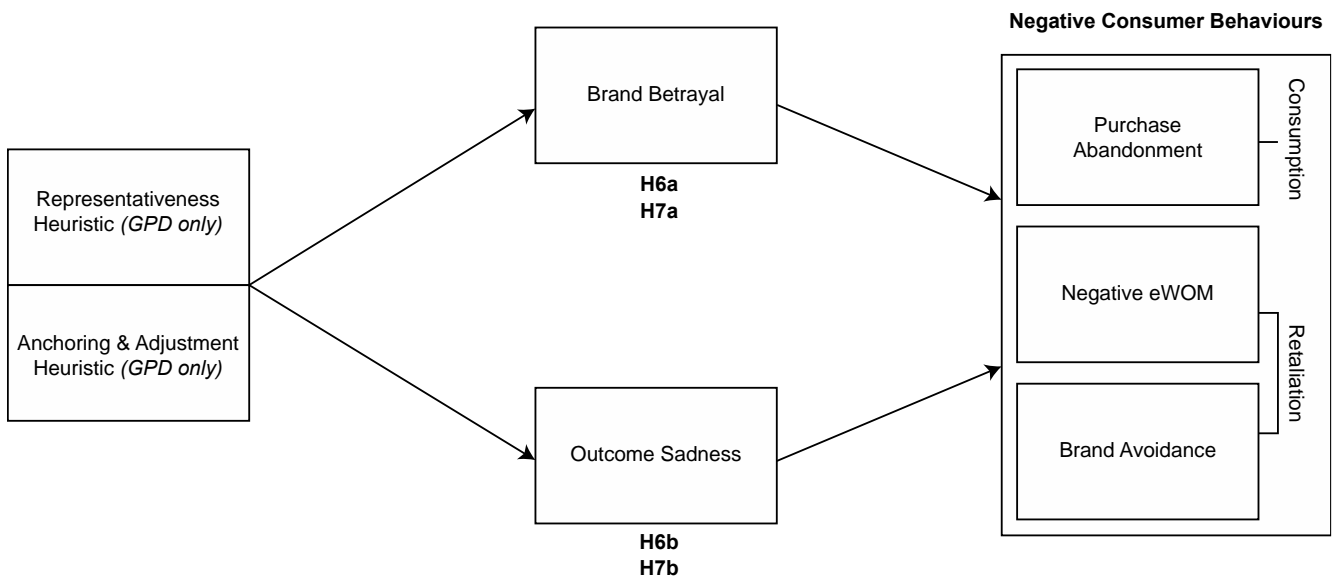 Negative Consumer Behaviours
Representativeness
Heuristic (GPD only)
Anchoring & Adjustment
Heuristic (GPD only)
Brand Betrayal
H6a
H7a
Outcome Sadness
H6b
H7b
Purchase
Abandonment
Consumption
Negative eWOM
Brand Avoidance
Retaliation